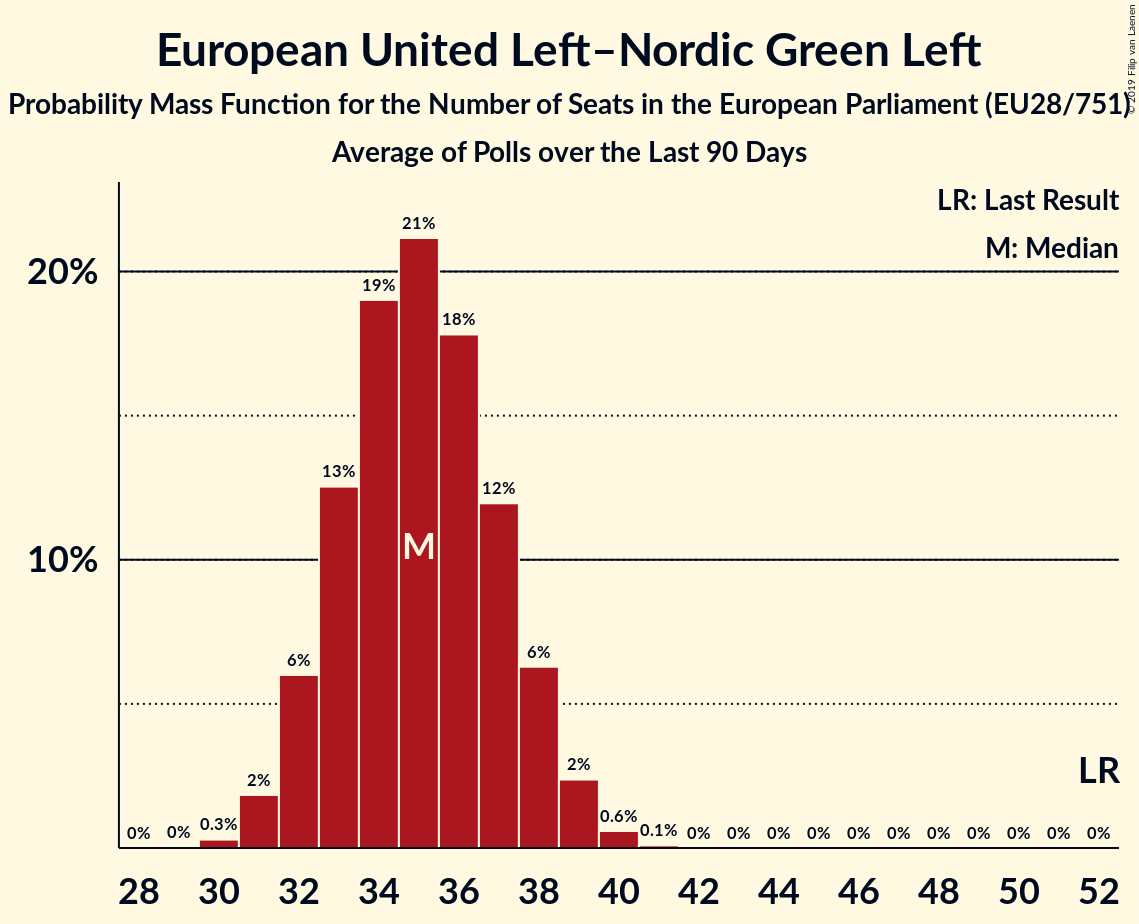 European United Left–Nordic Green Left
Probability Mass Function for the Number of Seats in the European Parliament (EU28/751)
Average of Polls over the Last 90 Days
© 2019 Filip van Laenen
LR: Last Result
M: Median
20%
10%
0% 0% 0.3% 2% 6% 13% 19% 21% 18% 12% 6% 2% 0.6% 0.1% 0% 0% 0% 0% 0% 0% 0% 0% 0% 0% 0%
M
LR
28 30 32 34 36 38 40 42 44 46 48 50 52